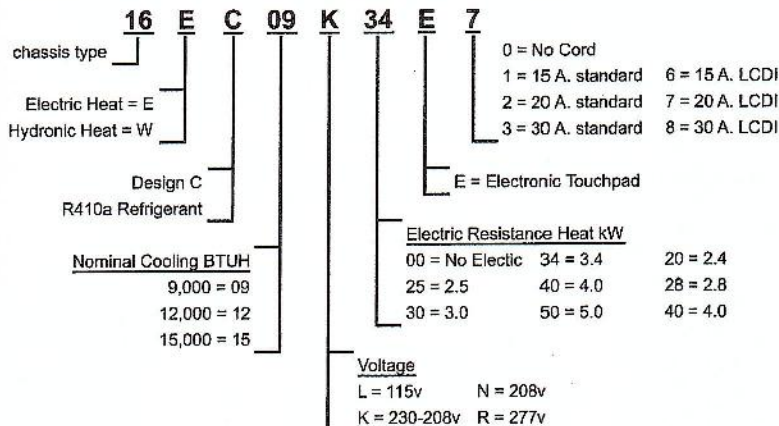 16 E C 09 K 34 E 7
chassis type
Electric Heat = E
Hydronic Heat = W
Design C
R410a Refrigerant
Nominal Cooling BTUH
9,000 = 09
12,000 = 12
15,000 = 15
Voltage
L = 115v N = 208v
K = 230-208v R = 277v
Electric Resistance Heat kW
00 = No Electic 34 = 3.4 20 = 2.4
25 = 2.5 40 = 4.0 28 = 2.8
30 = 3.0 50 = 5.0 40 = 4.0
E = Electronic Touchpad
0 = No Cord
1 = 15 A. standard 6 = 15 A. LCDI
2 = 20 A. standard 7 = 20 A. LCDI
3 = 30 A. standard 8 = 30 A. LCDI